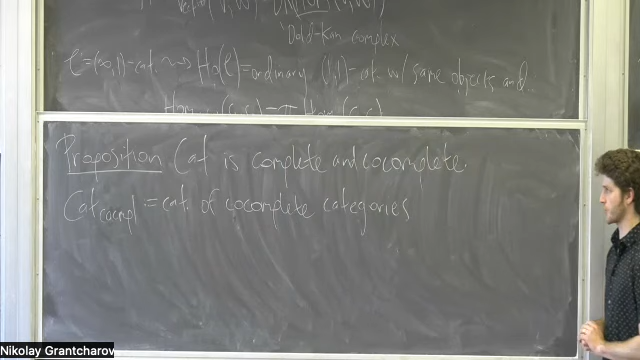 Dold-Kan complex
ℓ=(∞,1)-cat. ⇝ Ho(ℓ)=ordinary (1,1)-cat w/ same objects and
Proposition Cat is complete and cocomplete.
Cat_cocmpl := cat. of cocomplete categories
Nikolay Grantcharov